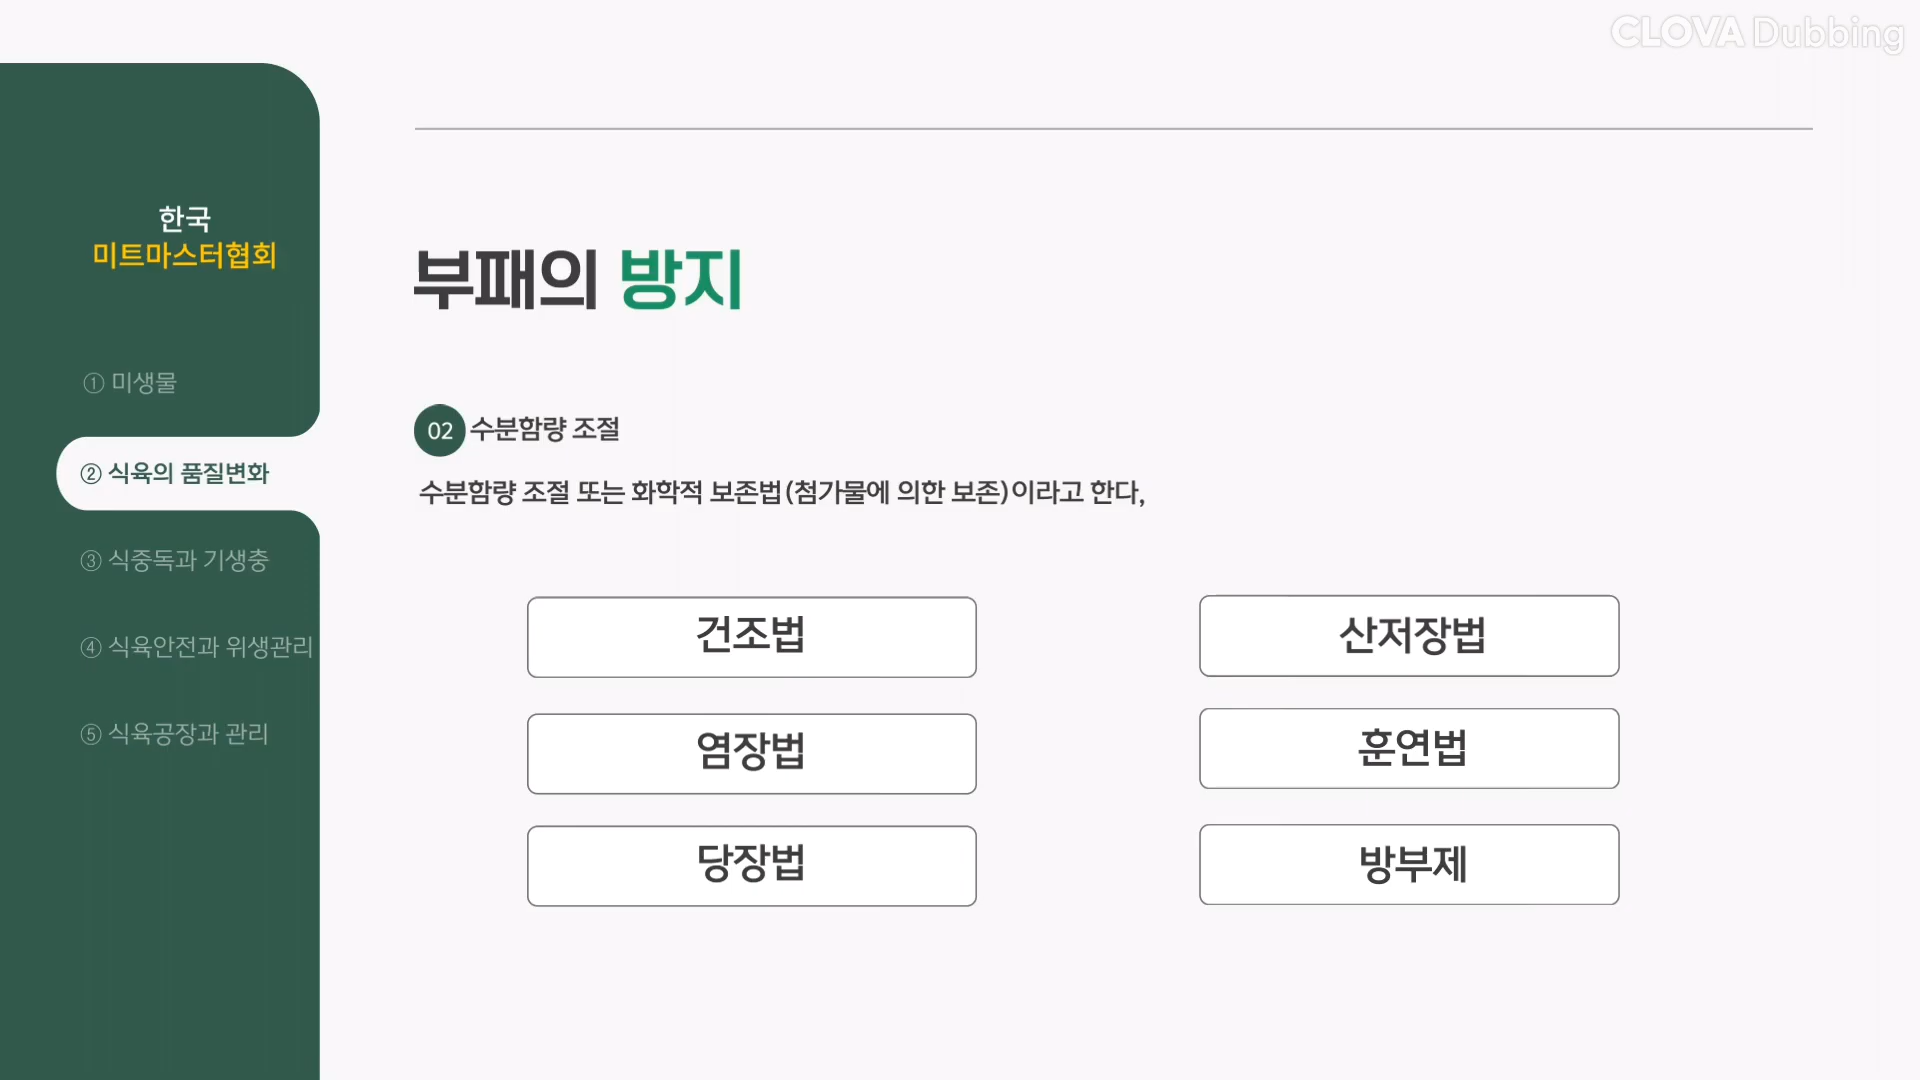 CLOVA Dubbing
한국
미트마스터협회
① 미생물
② 식육의 품질변화
③ 식중독과 기생충
④ 식육안전과 위생관리
⑤ 식육공장과 관리
부패의 방지
02 수분함량 조절
수분함량 조절 또는 화학적 보존법(첨가물에 의한 보존)이라고 한다,
건조법
염장법
당장법
산저장법
훈연법
방부제